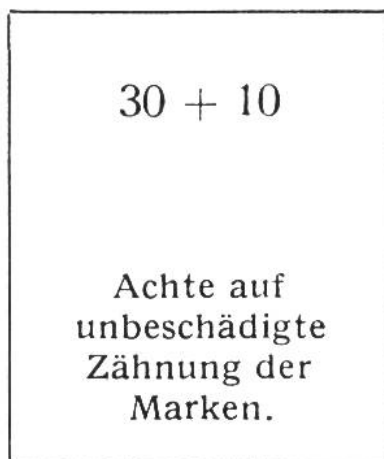 30 + 10
Achte auf
unbeschädigte
Zähnung der
Marken.